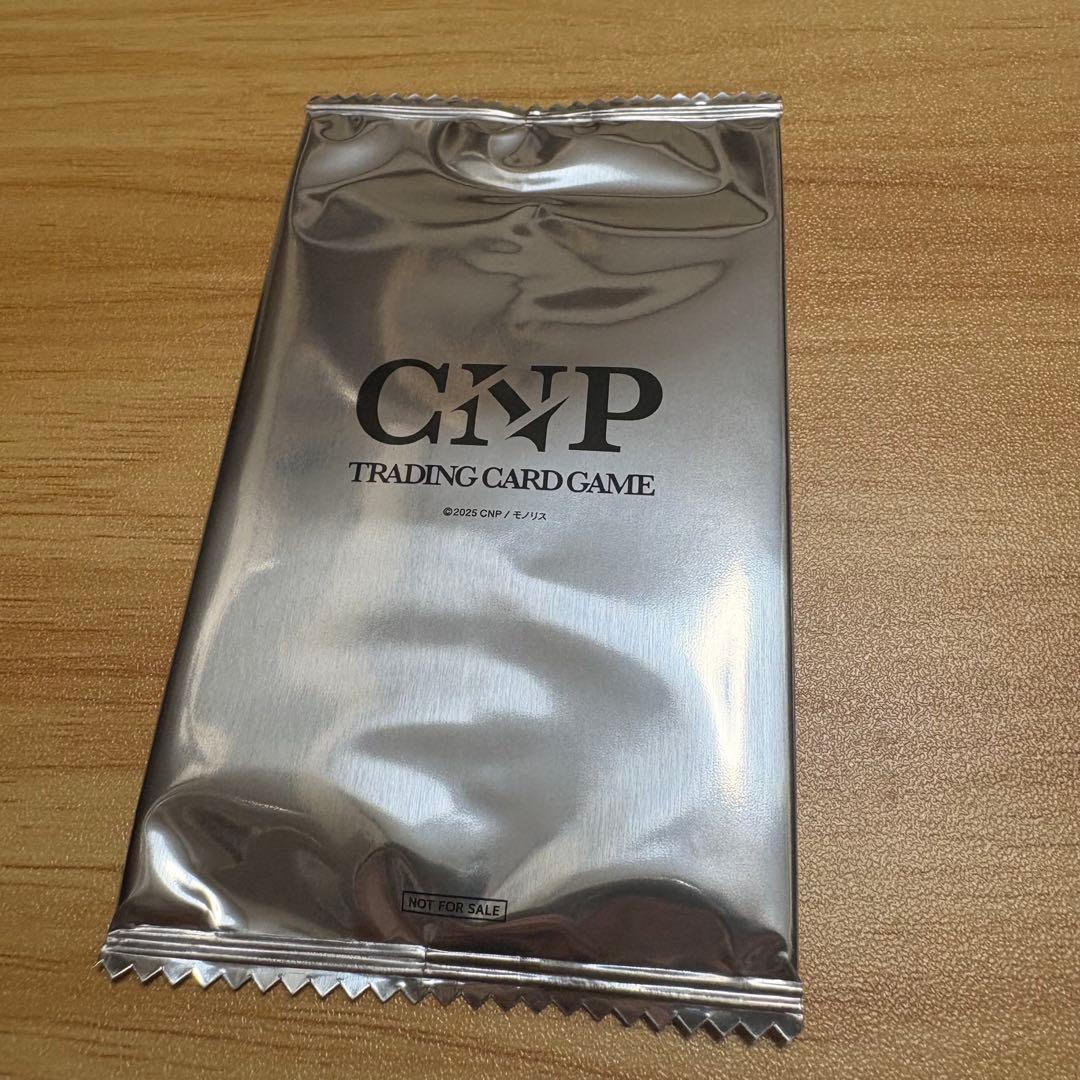 CNP
TRADING CARD GAME
©2025 CNP / モノリス
NOT FOR SALE